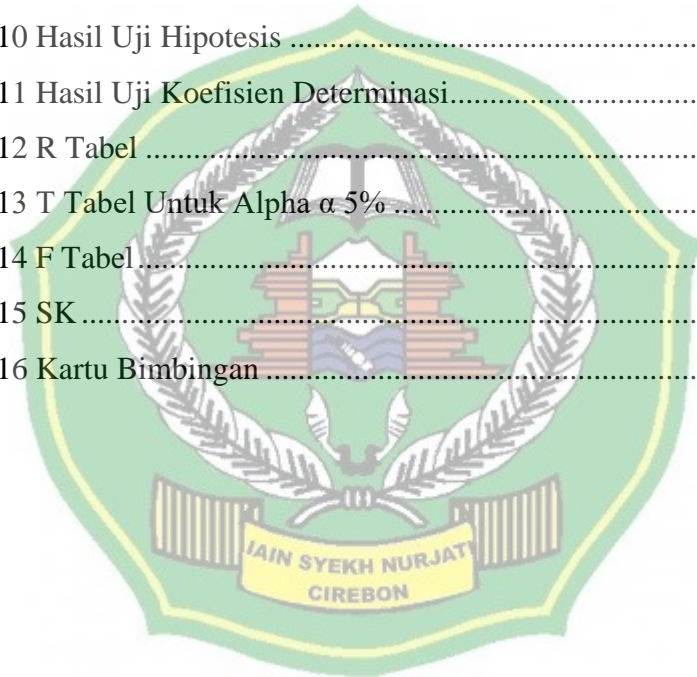 10 Hasil Uji Hipotesis ........................................................
11 Hasil Uji Koefisien Determinasi..................................
12 R Tabel ..........................................................................
13 T Tabel Untuk Alpha α 5% .........................................
14 F Tabel...........................................................................
15 SK ..................................................................................
16 Kartu Bimbingan ..........................................................
IAIN SYEKH NURJATI
CIREBON